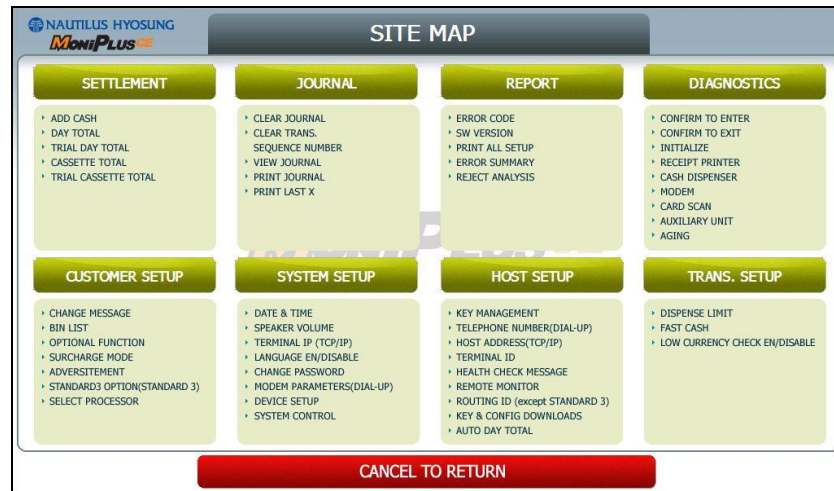 NAUTILUS HYOSUNG
MONIPLUSCE
SITE MAP
SETTLEMENT
ADD CASH
DAY TOTAL
TRIAL DAY TOTAL
CASSETTE TOTAL
TRIAL CASSETTE TOTAL
JOURNAL
CLEAR JOURNAL
CLEAR TRANS.
SEQUENCE NUMBER
VIEW JOURNAL
PRINT JOURNAL
PRINT LAST X
REPORT
ERROR CODE
SW VERSION
PRINT ALL SETUP
ERROR SUMMARY
REJECT ANALYSIS
DIAGNOSTICS
CONFIRM TO ENTER
CONFIRM TO EXIT
INITIALIZE
RECEIPT PRINTER
CASH DISPENSER
MODEM
CARD SCAN
AUXILIARY UNIT
AGING
MONIPLUSCE
CUSTOMER SETUP
CHANGE MESSAGE
BIN LIST
OPTIONAL FUNCTION
SURCHARGE MODE
ADVERSITEMENT
STANDARD3 OPTION(STANDARD 3)
SELECT PROCESSOR
SYSTEM SETUP
DATE & TIME
SPEAKER VOLUME
TERMINAL IP (TCP/IP)
LANGUAGE EN/DISABLE
CHANGE PASSWORD
MODEM PARAMETERS(DIAL-UP)
DEVICE SETUP
SYSTEM CONTROL
HOST SETUP
KEY MANAGEMENT
TELEPHONE NUMBER(DIAL-UP)
HOST ADDRESS(TCP/IP)
TERMINAL ID
HEALTH CHECK MESSAGE
REMOTE MONITOR
ROUTING ID (except STANDARD 3)
KEY & CONFIG DOWNLOADS
AUTO DAY TOTAL
TRANS. SETUP
DISPENSE LIMIT
FAST CASH
LOW CURRENCY CHECK EN/DISABLE
CANCEL TO RETURN